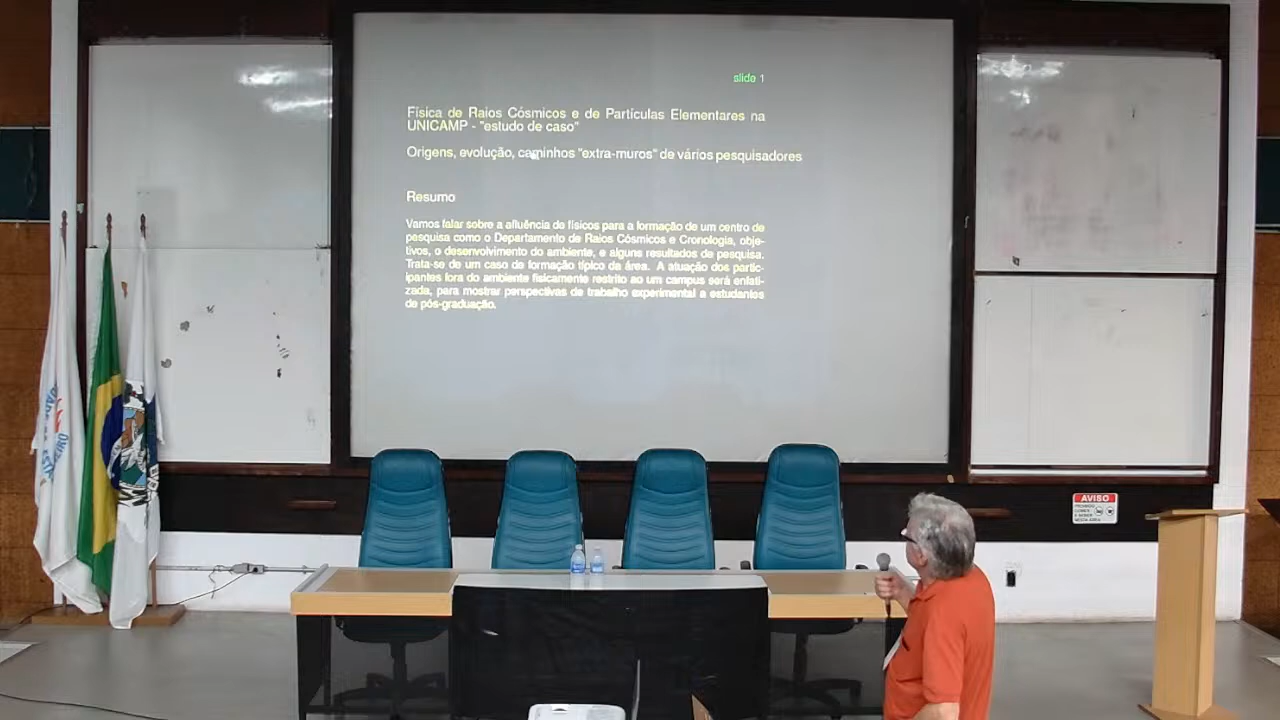 slide 1
Física de Raios Cósmicos e de Partículas Elementares na
UNICAMP - "estudo de caso"
Origens, evolução, caminhos "extra-muros" de vários pesquisadores
Resumo
Vamos falar sobre a afluência de físicos para a formação de um centro de
pesquisa como o Departamento de Raios Cósmicos e Cronologia, obje-
tivos, o desenvolvimento do ambiente, e alguns resultados de pesquisa.
Trata-se de um caso de formação típico da área. A atuação dos partic-
ipantes fora do ambiente fisicamente restrito ao um campus será enfati-
zada, para mostrar perspectivas de trabalho experimental a estudantes
de pós-graduação.
AVISO